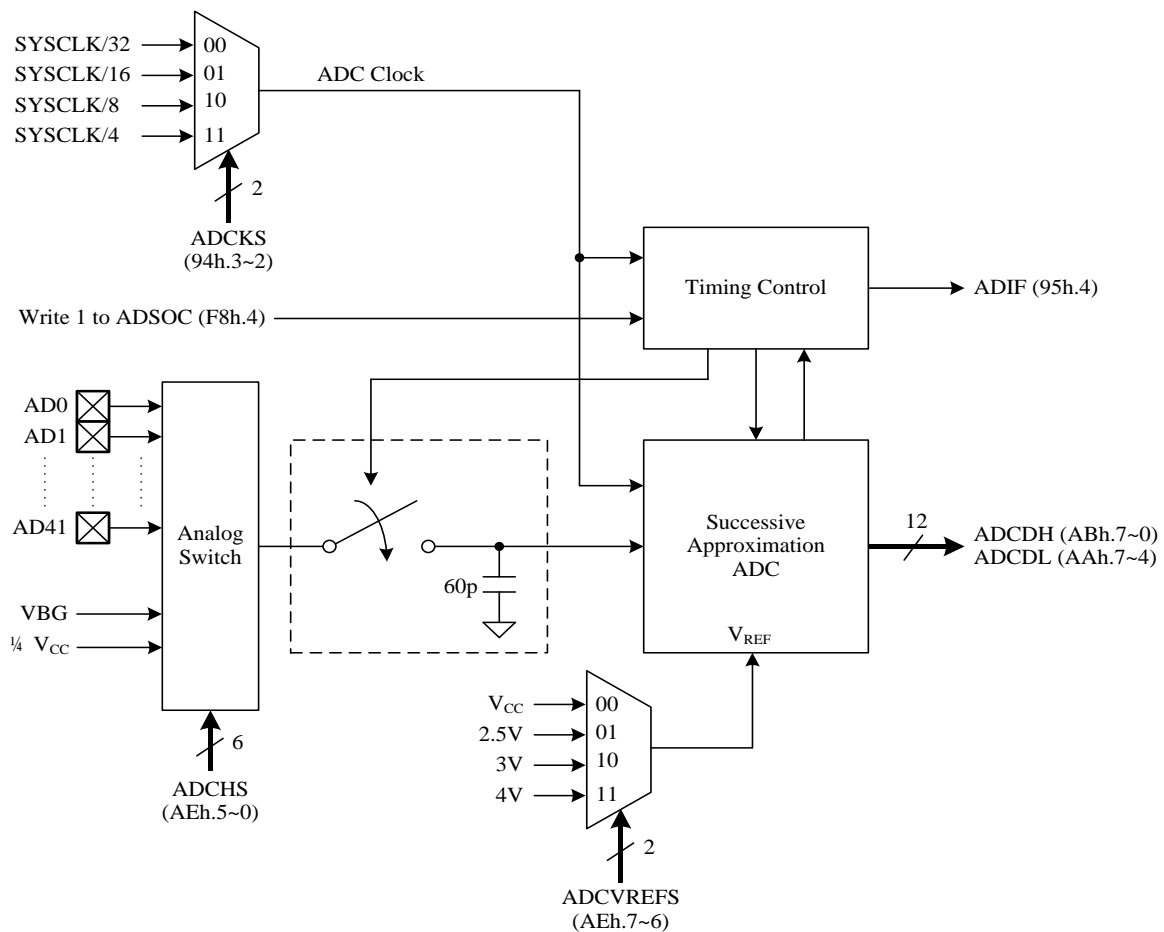 SYSCLK/32
00
SYSCLK/16
01
ADC Clock
SYSCLK/8
10
SYSCLK/4
11
2
ADCKS
(94h.3~2)
Timing Control
ADIF (95h.4)
Write 1 to ADSOC (F8h.4)
AD0
AD1
AD41
Analog
Switch
VBG
¼ VCC
6
ADCHS
(AEh.5~0)
60p
Successive
Approximation
ADC
VREF
12
ADCDH (ABh.7~0)
ADCDL (AAh.7~4)
VCC
00
2.5V
01
3V
10
4V
11
2
ADCVREFS
(AEh.7~6)